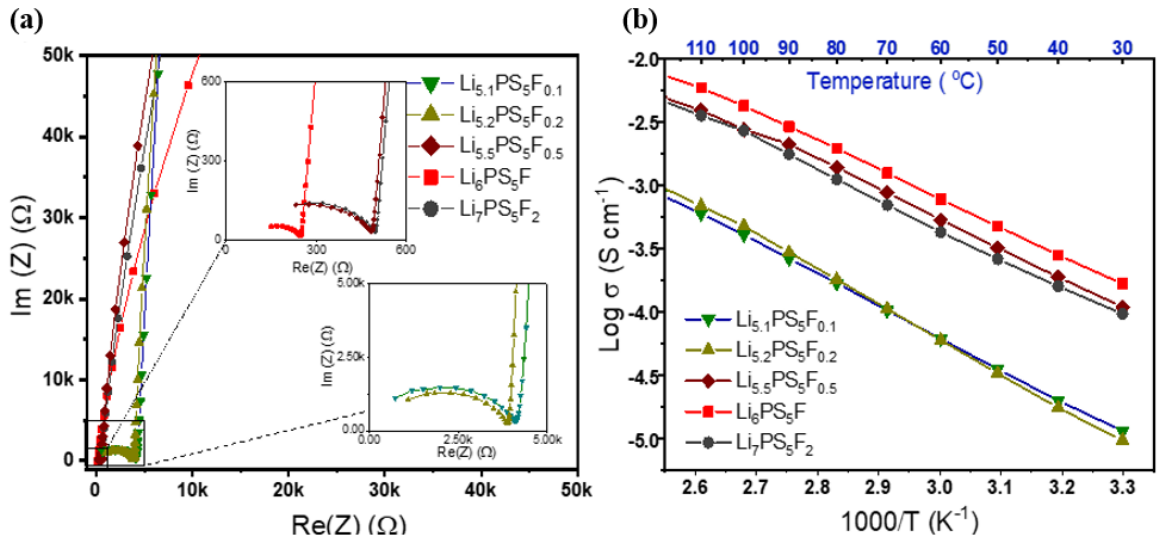 (a)
50k
40k
30k
20k
10k
0
Im (Z) (Ω)
0 10k 20k 30k 40k 50k
Re(Z) (Ω)
Li5.1PS5F0.1
Li5.2PS5F0.2
Li5.5PS5F0.5
Li6PS5F
Li7PS5F2
600
300
0
Im (Z) (Ω)
0 300 600
Re(Z) (Ω)
5.00k
2.50k
0.00
Im (Z) (Ω)
0.00 2.50k 5.00k
Re(Z) (Ω)
(b)
110 100 90 80 70 60 50 40 30
Temperature ( ⁰C)
-2.0
-2.5
-3.0
-3.5
-4.0
-4.5
-5.0
Log σ (S cm-1)
Li5.1PS5F0.1
Li5.2PS5F0.2
Li5.5PS5F0.5
Li6PS5F
Li7PS5F2
2.6 2.7 2.8 2.9 3.0 3.1 3.2 3.3
1000/T (K-1)